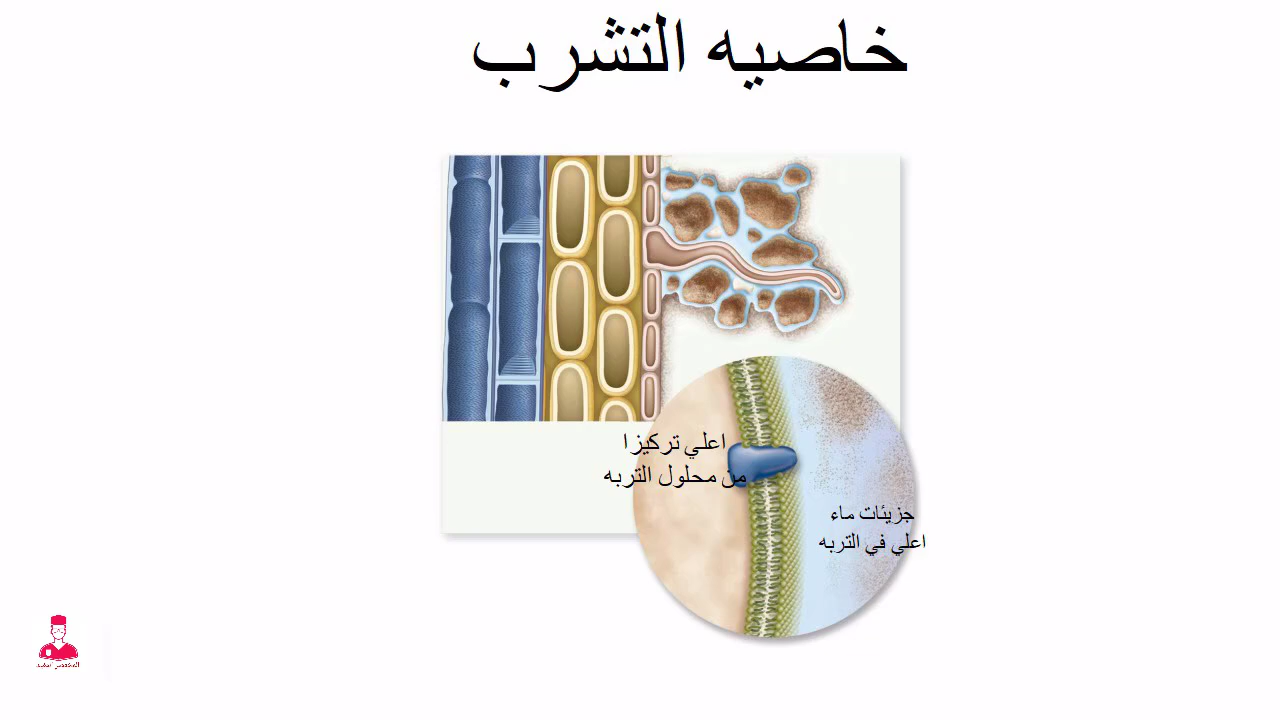 خاصيه التشرب
اعلي تركيزا
من محلول التربه
جزيئات ماء
اعلي في التربه